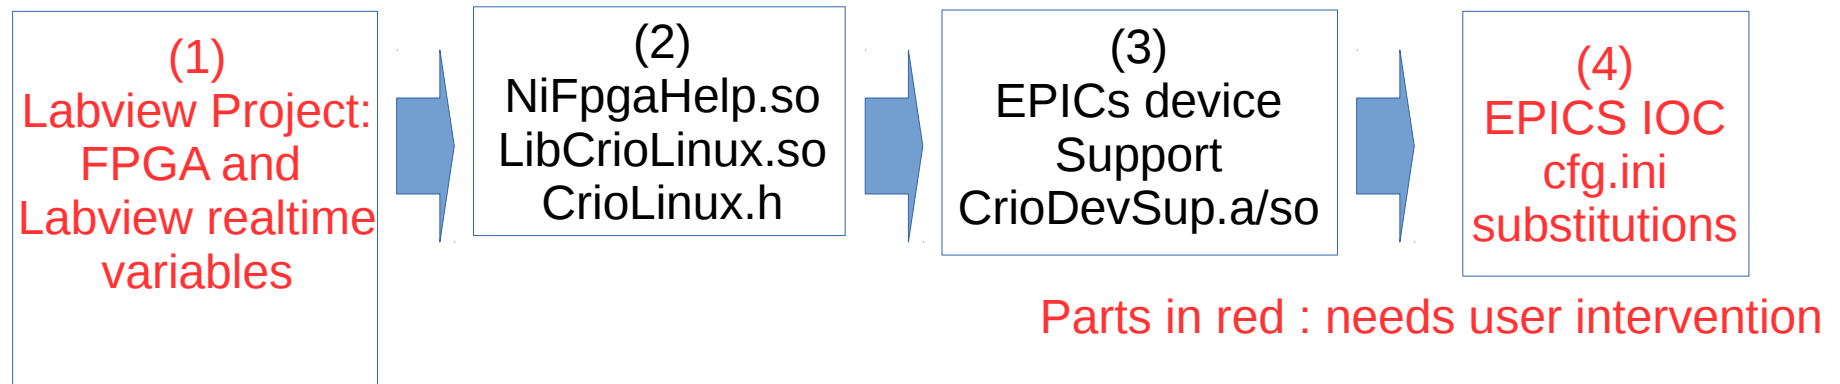 (1)
Labview Project:
FPGA and
Labview realtime
variables
(2)
NiFpgaHelp.so
LibCrioLinux.so
CrioLinux.h
(3)
EPICs device
Support
CrioDevSup.a/so
(4)
EPICS IOC
cfg.ini
substitutions
Parts in red : needs user intervention